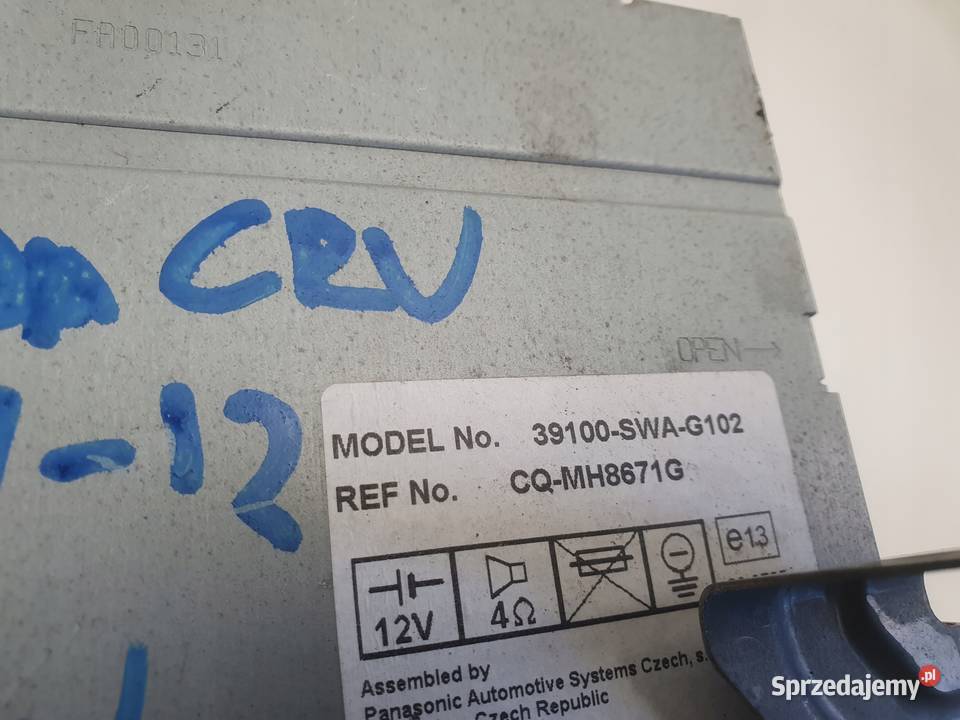 FA00131
CRV
-12
OPEN→
MODEL No. 39100-SWA-G102
REF No. CQ-MH8671G
e13
12V
4Ω
Assembled by
Panasonic Automotive Systems Czech, s.
Czech Republic
Sprzedajemy.pl